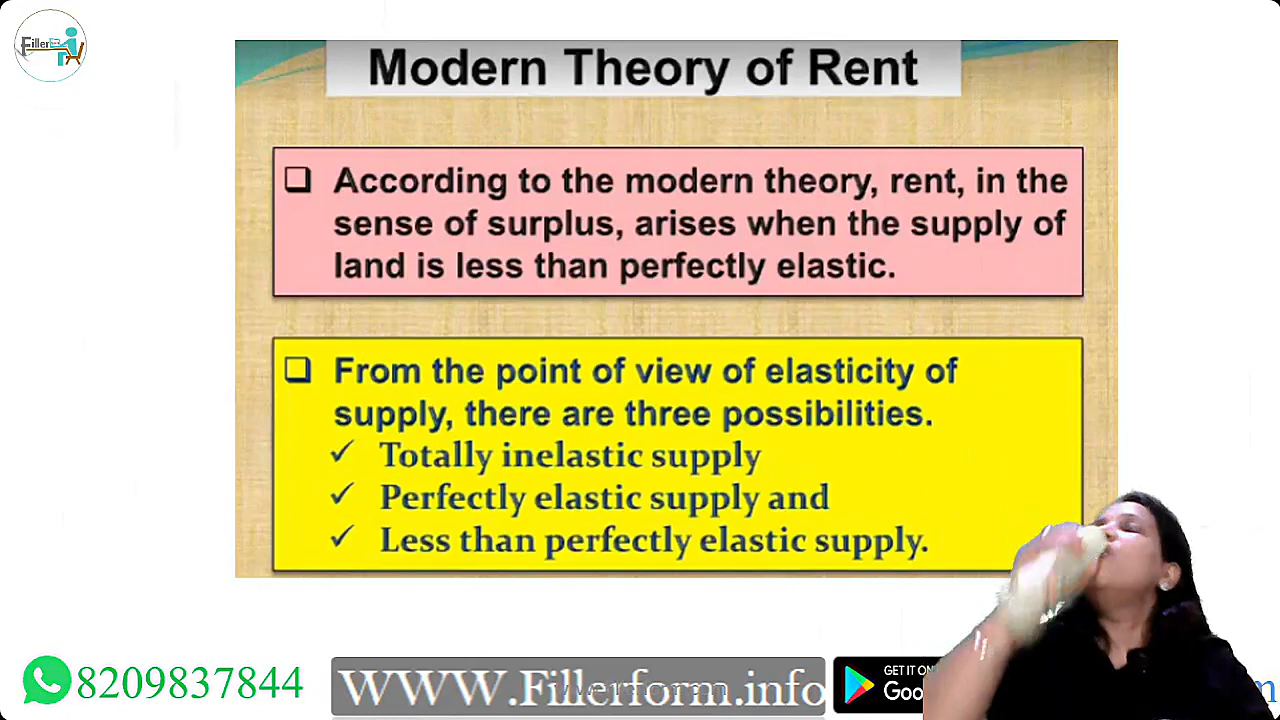 Filler
Modern Theory of Rent
According to the modern theory, rent, in the
sense of surplus, arises when the supply of
land is less than perfectly elastic.
From the point of view of elasticity of
supply, there are three possibilities.
✓ Totally inelastic supply
✓ Perfectly elastic supply and
✓ Less than perfectly elastic supply.
8209837844
WWW.Fillerform.info
GET IT ON
Goo
m